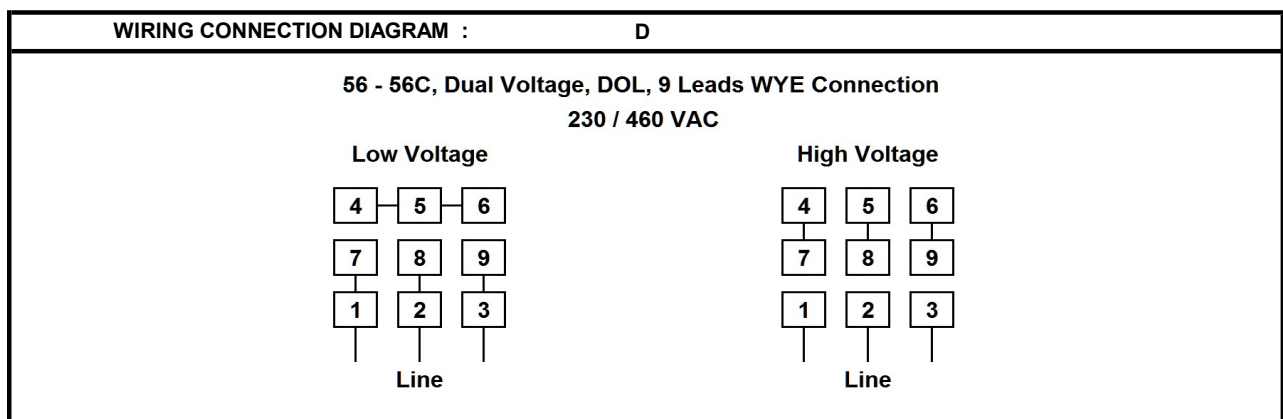 WIRING CONNECTION DIAGRAM : D
56 - 56C, Dual Voltage, DOL, 9 Leads WYE Connection
230 / 460 VAC
Low Voltage High Voltage
4 5 6 4 5 6
7 8 9 7 8 9
1 2 3 1 2 3
Line Line